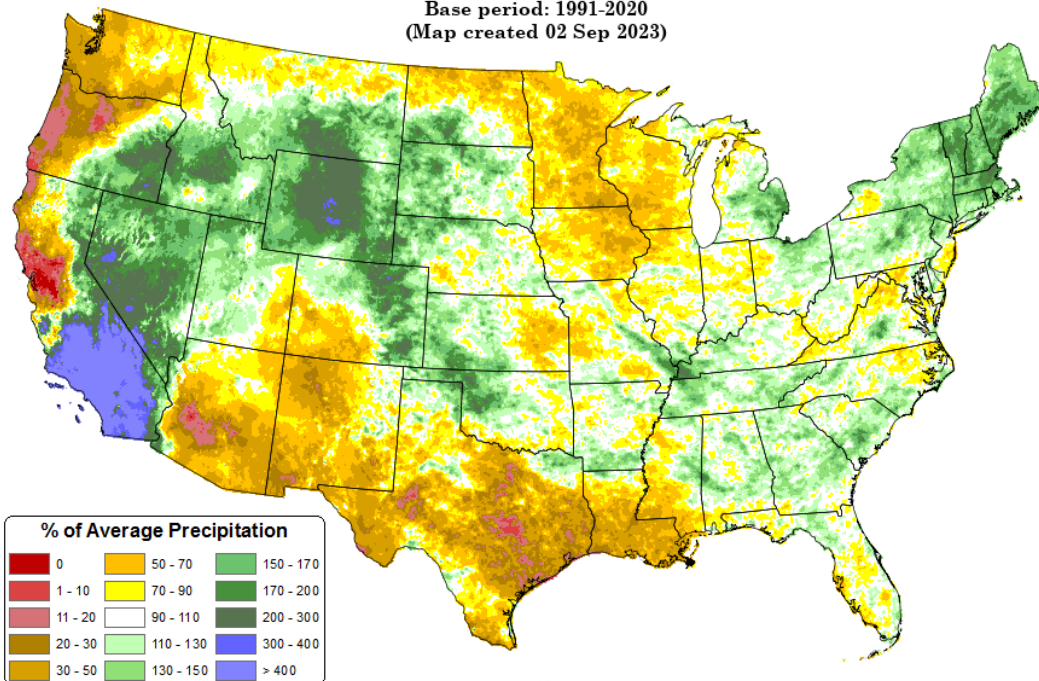 Base period: 1991-2020
(Map created 02 Sep 2023)
% of Average Precipitation
0
1 - 10
11 - 20
20 - 30
30 - 50
50 - 70
70 - 90
90 - 110
110 - 130
130 - 150
150 - 170
170 - 200
200 - 300
300 - 400
> 400